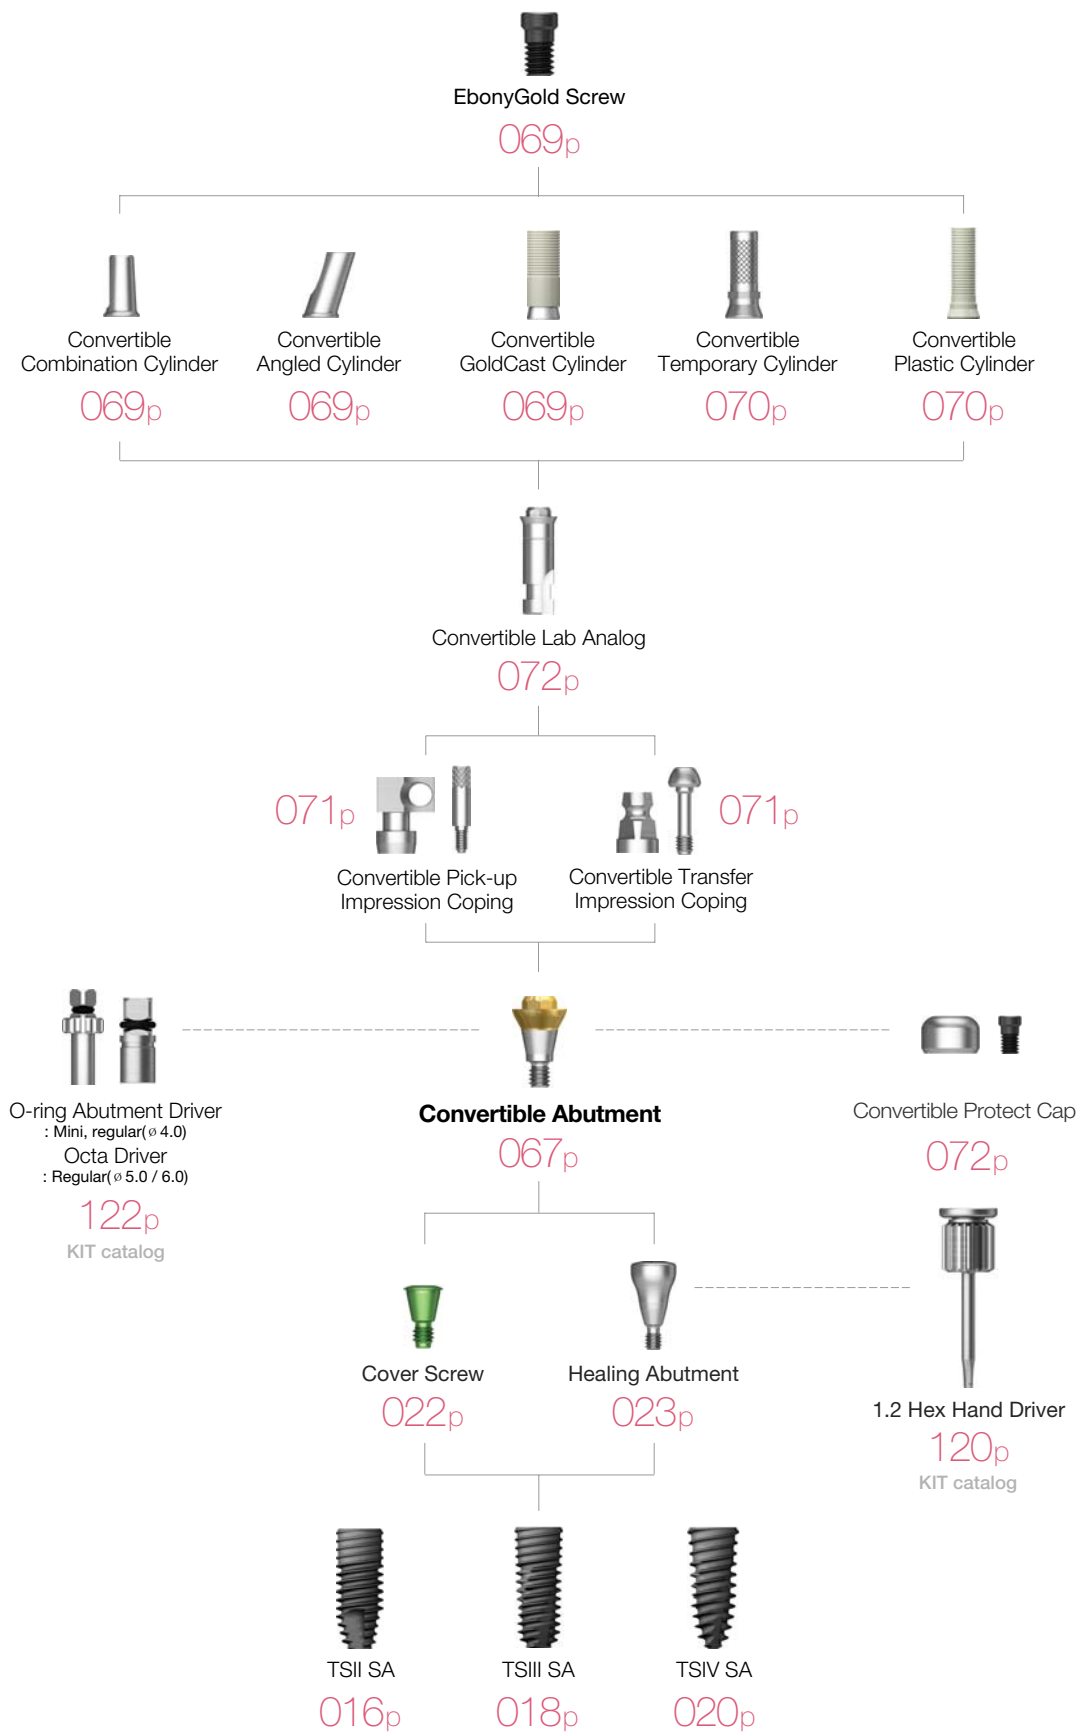 EbonyGold Screw
069p
Convertible
Combination Cylinder
069p
Convertible
Angled Cylinder
069p
Convertible
GoldCast Cylinder
069p
Convertible
Temporary Cylinder
070p
Convertible
Plastic Cylinder
070p
Convertible Lab Analog
072p
071p
Convertible Pick-up
Impression Coping
071p
Convertible Transfer
Impression Coping
O-ring Abutment Driver
: Mini, regular(ø 4.0)
Octa Driver
: Regular(ø 5.0 / 6.0)
122p
KIT catalog
Convertible Abutment
067p
Convertible Protect Cap
072p
Cover Screw
022p
Healing Abutment
023p
1.2 Hex Hand Driver
120p
KIT catalog
TSII SA
016p
TSIII SA
018p
TSIV SA
020p